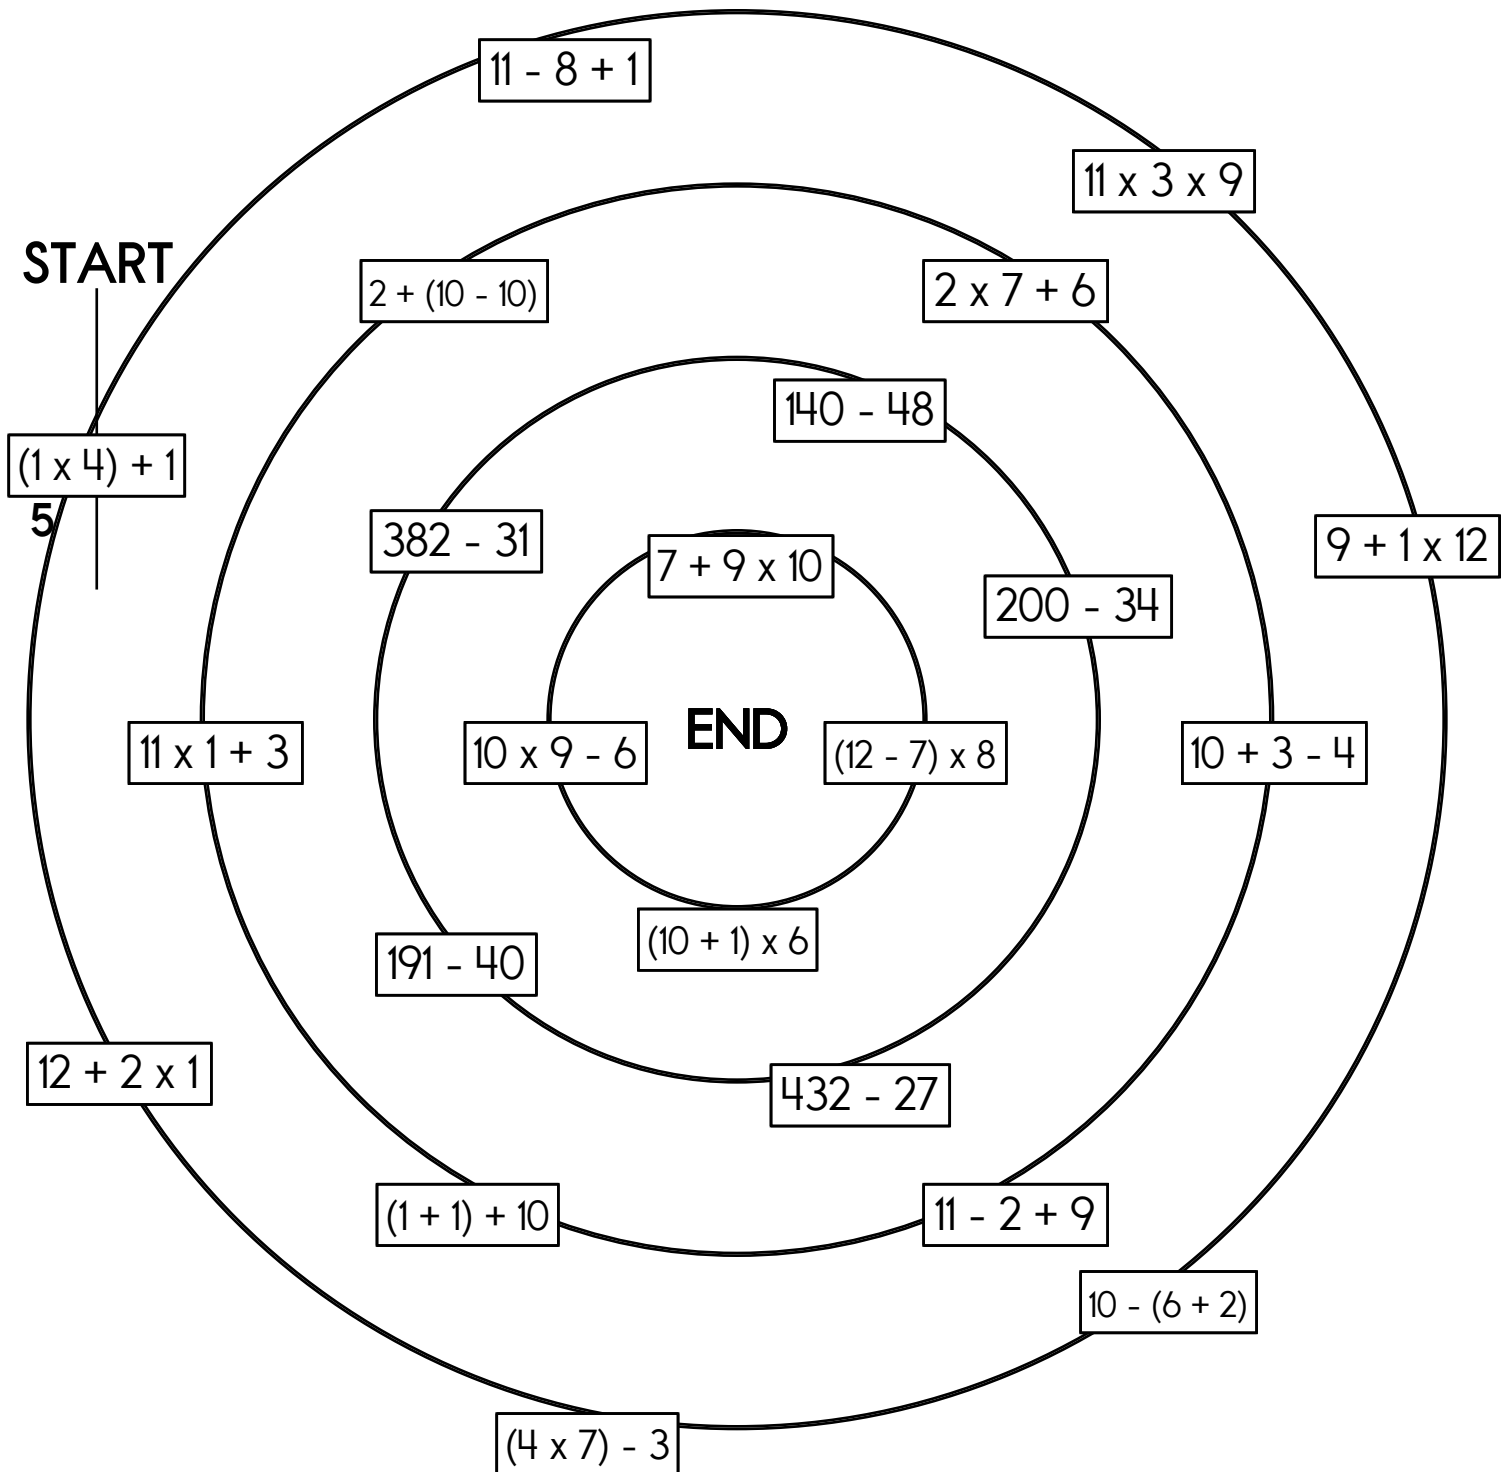 11 - 8 + 1
11 x 3 x 9
START
2 + (10 - 10)
2 x 7 + 6
140 - 48
(1 x 4) + 1
5
382 - 31
9 + 1 x 12
7 + 9 x 10
200 - 34
END
11 x 1 + 3
10 x 9 - 6
(12 - 7) x 8
10 + 3 - 4
(10 + 1) x 6
191 - 40
12 + 2 x 1
432 - 27
(1 + 1) + 10
11 - 2 + 9
10 - (6 + 2)
(4 x 7) - 3